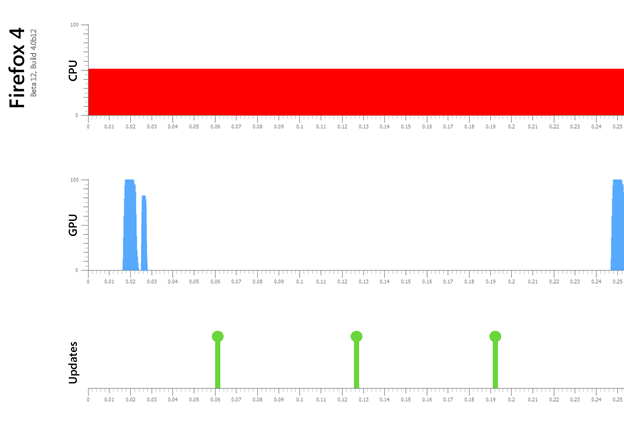 Firefox 4
Beta 12, Build 4.0b12
CPU
100
0
0 0.01 0.02 0.03 0.04 0.05 0.06 0.07 0.08 0.09 0.1 0.11 0.12 0.13 0.14 0.15 0.16 0.17 0.18 0.19 0.2 0.21 0.22 0.23 0.24 0.25
GPU
100
0
0 0.01 0.02 0.03 0.04 0.05 0.06 0.07 0.08 0.09 0.1 0.11 0.12 0.13 0.14 0.15 0.16 0.17 0.18 0.19 0.2 0.21 0.22 0.23 0.24 0.25
Updates
0 0.01 0.02 0.03 0.04 0.05 0.06 0.07 0.08 0.09 0.1 0.11 0.12 0.13 0.14 0.15 0.16 0.17 0.18 0.19 0.2 0.21 0.22 0.23 0.24 0.25